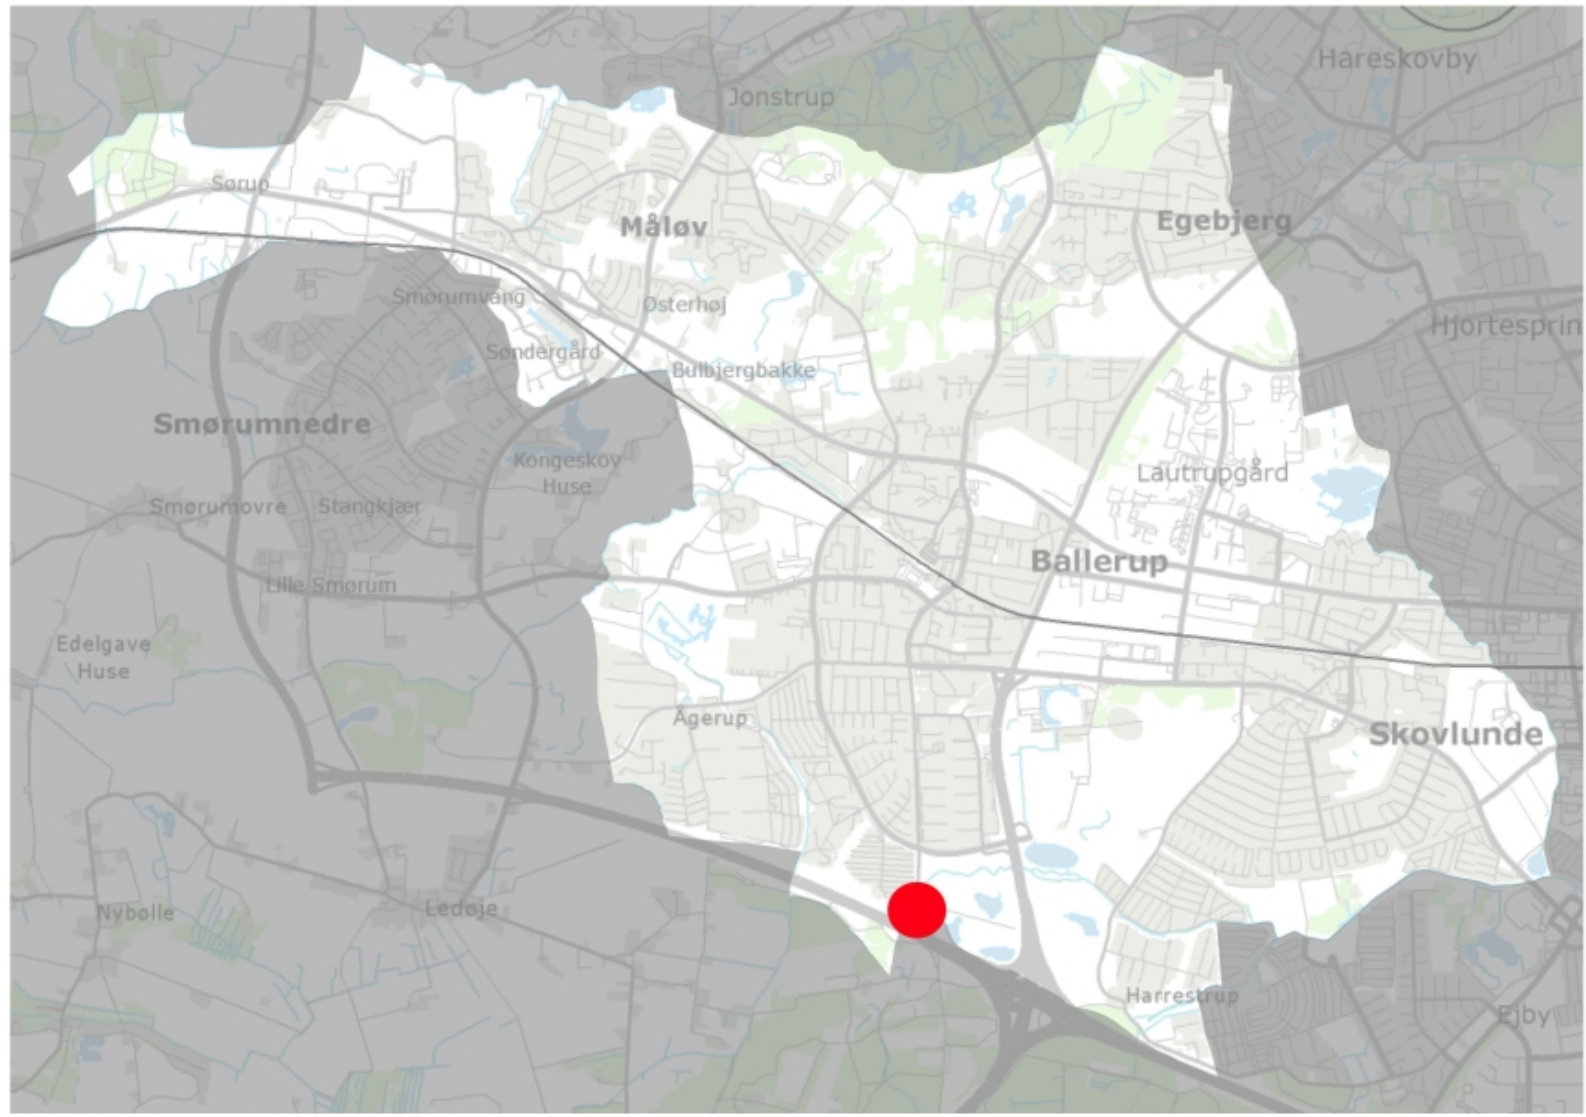 Hareskovby
Jonstrup
Sørup
Måløv
Egebjerg
Smørumvang
Østerhøj
Hjortesprin
Søndergård
Bulbjergbakke
Smørumnedre
Kongeskov
Huse
Lautrupgård
Smørumovre
Stangkjær
Ballerup
Lille Smørum
Edelgave
Huse
Ågerup
Skovlunde
Nybølle
Ledøje
Harrestrup
Ejby